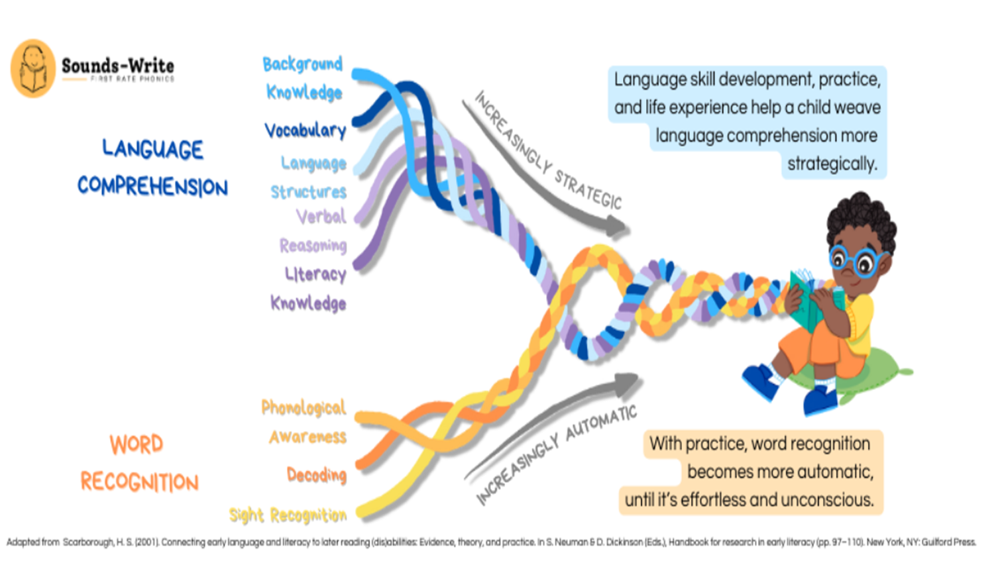 Sounds-Write
FIRST RATE PHONICS
LANGUAGE
COMPREHENSION
Background
Knowledge
Vocabulary
Language
Structures
Verbal
Reasoning
LIteracy
Knowledge
INCREASINGLY STRATEGIC
Language skill development, practice,
and life experience help a child weave
language comprehension more
strategically.
WORD
RECOGNITION
Phonological
Awareness
Decoding
Sight Recognition
INCREASINGLY AUTOMATIC
With practice, word recognition
becomes more automatic,
until it's effortless and unconscious.
Adapted from Scarborough, H. S. (2001). Connecting early language and literacy to later reading (dis)abilities: Evidence, theory, and practice. In S. Neuman & D. Dickinson (Eds.), Handbook for research in early literacy (pp. 97–110). New York, NY: Guilford Press.